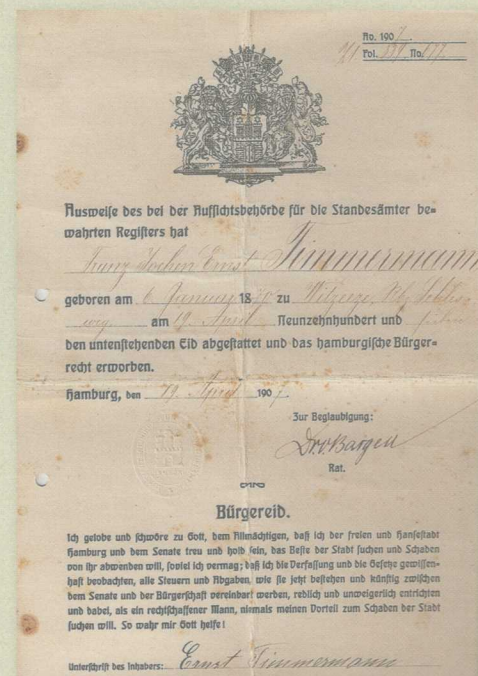 Ao. 1907.
Fol. No. 177
Ausweise des bei der Aufsichtsbehörde für die Standesämter be=
wahrten Registers hat
Franz Jochen Ernst Timmermann
geboren am 6 Januar 1880 zu
am 19. April Neunzehnhundert und
den untenstehenden Eid abgestattet und das hamburgische Bürger=
recht erworben.
Hamburg, den 19 April 1907.
Zur Beglaubigung:
Dr. v. Bargen
Rat.
Bürgereid.
Ich gelobe und schwöre zu Gott, dem Allmächtigen, daß ich der freien und Hansestadt
Hamburg und dem Senate treu und hold sein, das Beste der Stadt suchen und Schaden
von ihr abwenden will, soviel ich vermag; daß ich die Verfassung und die Gesetze gewissen=
haft beobachten, alle Steuern und Abgaben, wie sie jetzt bestehen und künftig zwischen
dem Senate und der Bürgerschaft vereinbart werden, redlich und unweigerlich entrichten
und dabei, als ein rechtschaffener Mann, niemals meinen Vorteil zum Schaden der Stadt
suchen will. So wahr mir Gott helfe!
Unterschrift des Inhabers: Ernst Timmermann